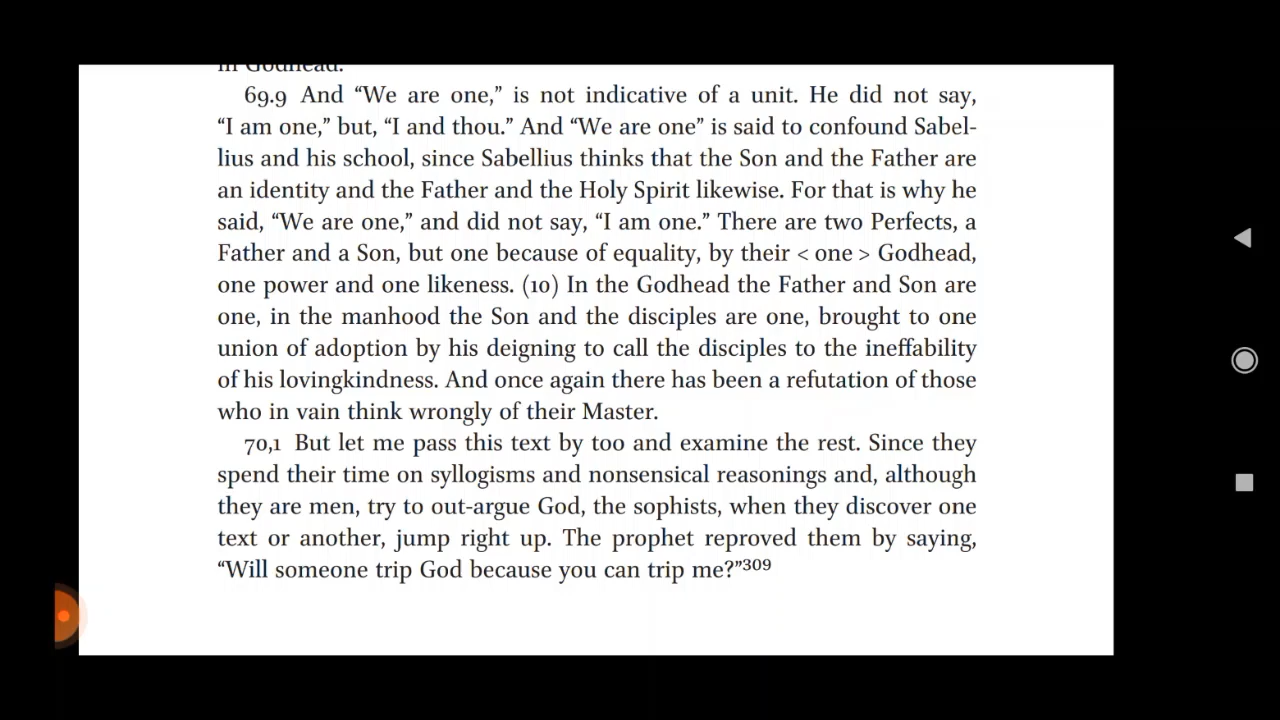 in Godhead.
69.9 And “We are one,” is not indicative of a unit. He did not say,
“I am one,” but, “I and thou.” And “We are one” is said to confound Sabel-
lius and his school, since Sabellius thinks that the Son and the Father are
an identity and the Father and the Holy Spirit likewise. For that is why he
said, “We are one,” and did not say, “I am one.” There are two Perfects, a
Father and a Son, but one because of equality, by their < one > Godhead,
one power and one likeness. (10) In the Godhead the Father and Son are
one, in the manhood the Son and the disciples are one, brought to one
union of adoption by his deigning to call the disciples to the ineffability
of his lovingkindness. And once again there has been a refutation of those
who in vain think wrongly of their Master.
70,1 But let me pass this text by too and examine the rest. Since they
spend their time on syllogisms and nonsensical reasonings and, although
they are men, try to out-argue God, the sophists, when they discover one
text or another, jump right up. The prophet reproved them by saying,
“Will someone trip God because you can trip me?”309